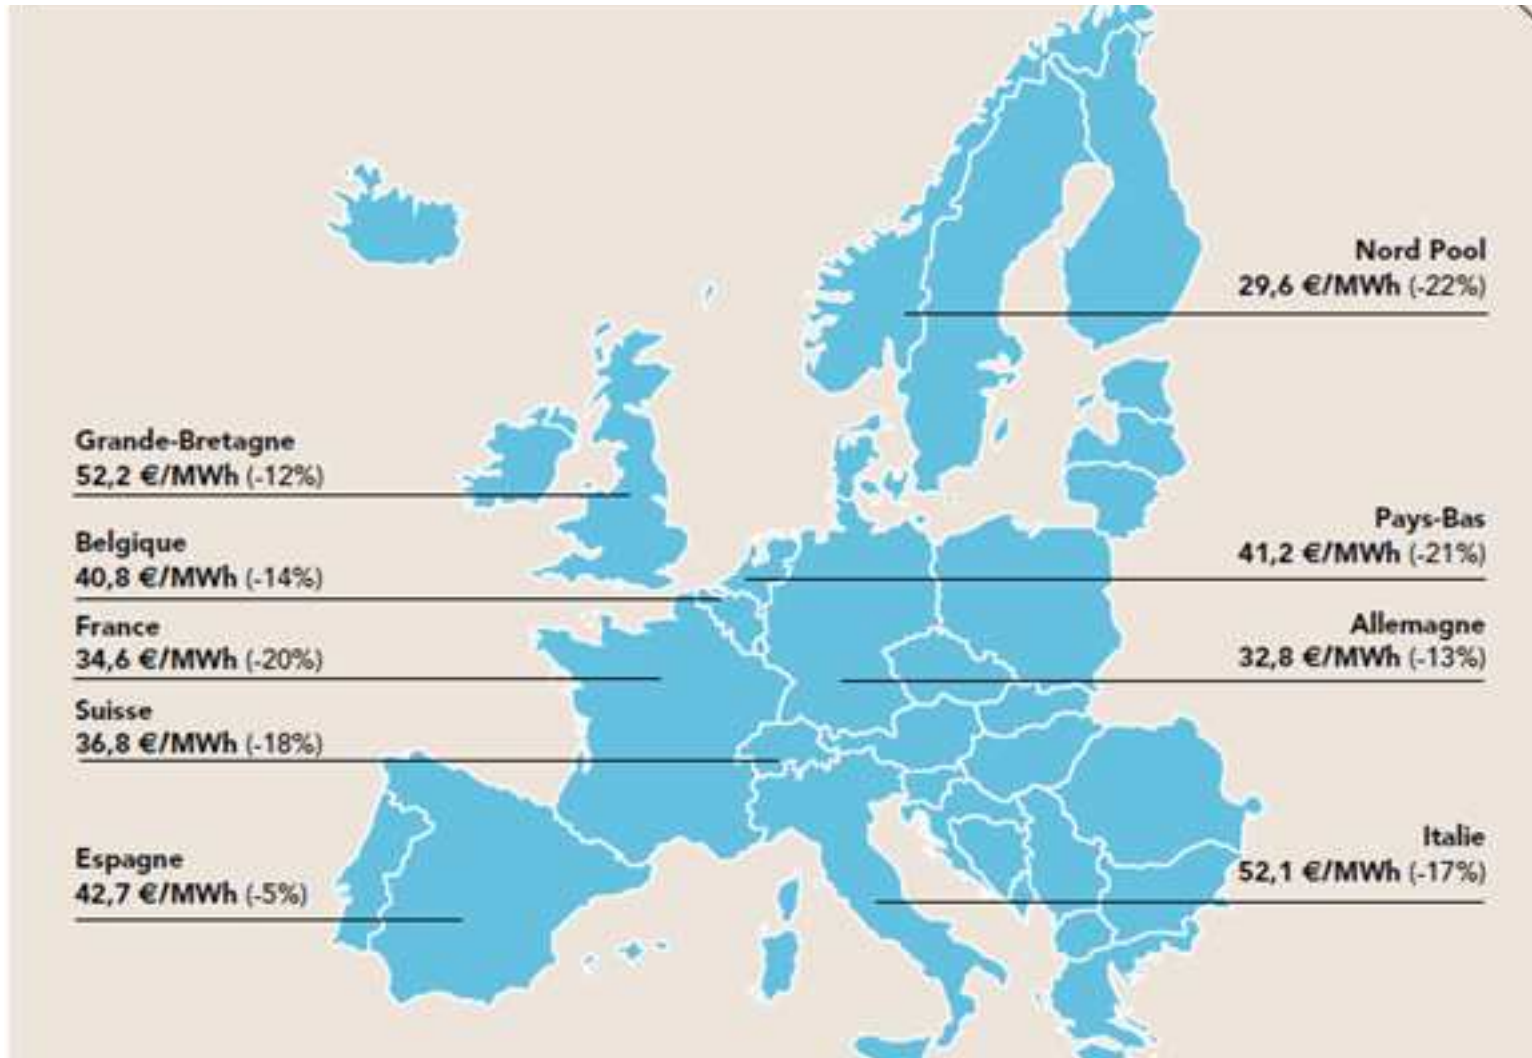 Nord Pool
29,6 €/MWh (-22%)
Grande-Bretagne
52,2 €/MWh (-12%)
Belgique
40,8 €/MWh (-14%)
France
34,6 €/MWh (-20%)
Suisse
36,8 €/MWh (-18%)
Espagne
42,7 €/MWh (-5%)
Pays-Bas
41,2 €/MWh (-21%)
Allemagne
32,8 €/MWh (-13%)
Italie
52,1 €/MWh (-17%)